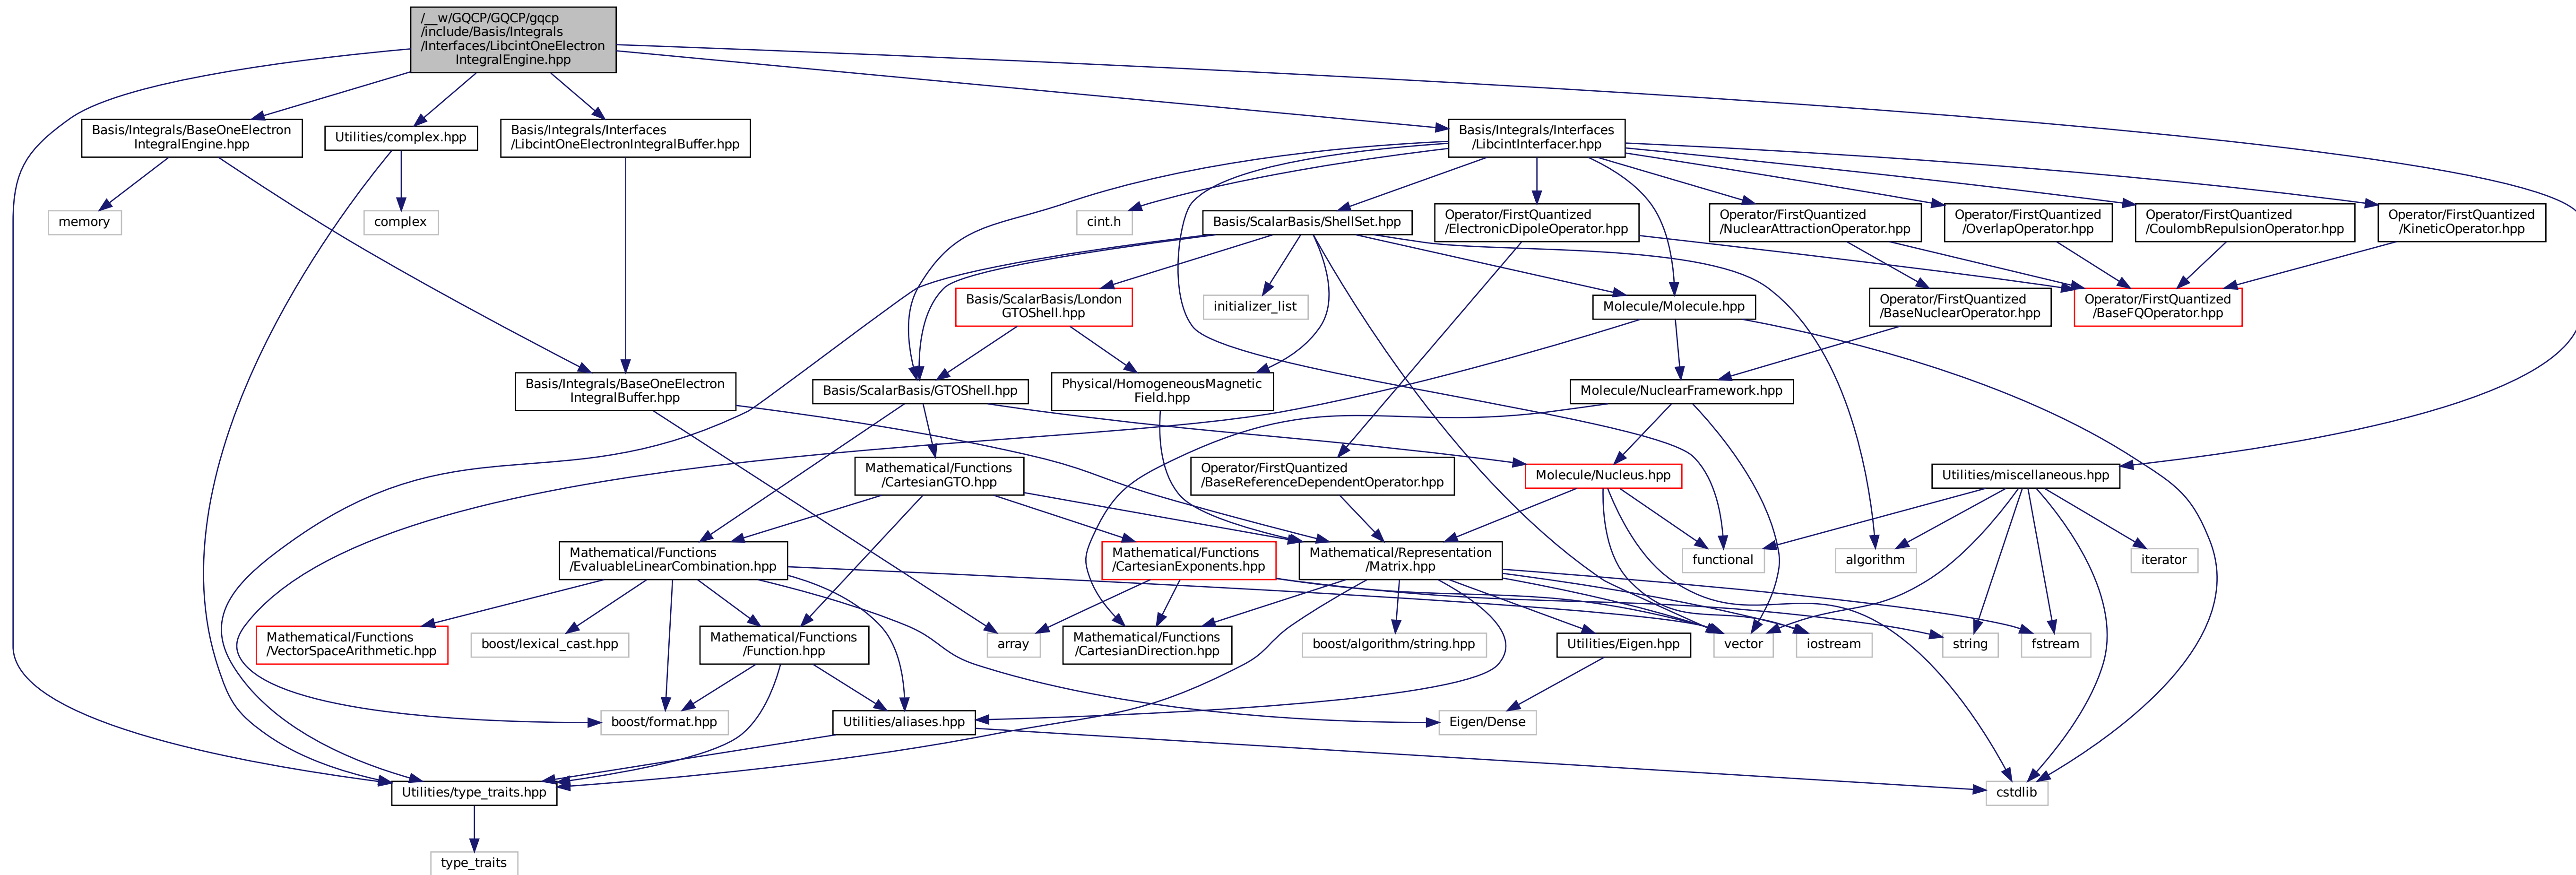 /__w/GQCP/GQCP/gqcp
/include/Basis/Integrals
/Interfaces/LibcintOneElectron
IntegralEngine.hpp
Basis/Integrals/BaseOneElectron
IntegralEngine.hpp
Utilities/complex.hpp
Basis/Integrals/Interfaces
/LibcintOneElectronIntegralBuffer.hpp
Basis/Integrals/Interfaces
/LibcintInterfacer.hpp
memory
complex
cint.h
Basis/ScalarBasis/ShellSet.hpp
Operator/FirstQuantized
/ElectronicDipoleOperator.hpp
Operator/FirstQuantized
/NuclearAttractionOperator.hpp
Operator/FirstQuantized
/OverlapOperator.hpp
Operator/FirstQuantized
/CoulombRepulsionOperator.hpp
Operator/FirstQuantized
/KineticOperator.hpp
Basis/ScalarBasis/London
GTOShell.hpp
initializer_list
Molecule/Molecule.hpp
Operator/FirstQuantized
/BaseNuclearOperator.hpp
Operator/FirstQuantized
/BaseFQOperator.hpp
Basis/Integrals/BaseOneElectron
IntegralBuffer.hpp
Basis/ScalarBasis/GTOShell.hpp
Physical/HomogeneousMagnetic
Field.hpp
Molecule/NuclearFramework.hpp
Mathematical/Functions
/CartesianGTO.hpp
Operator/FirstQuantized
/BaseReferenceDependentOperator.hpp
Molecule/Nucleus.hpp
Utilities/miscellaneous.hpp
Mathematical/Functions
/EvaluableLinearCombination.hpp
Mathematical/Functions
/CartesianExponents.hpp
Mathematical/Representation
/Matrix.hpp
functional
algorithm
iterator
Mathematical/Functions
/VectorSpaceArithmetic.hpp
boost/lexical_cast.hpp
Mathematical/Functions
/Function.hpp
array
Mathematical/Functions
/CartesianDirection.hpp
boost/algorithm/string.hpp
Utilities/Eigen.hpp
vector
iostream
string
fstream
boost/format.hpp
Utilities/aliases.hpp
Eigen/Dense
Utilities/type_traits.hpp
cstdlib
type_traits